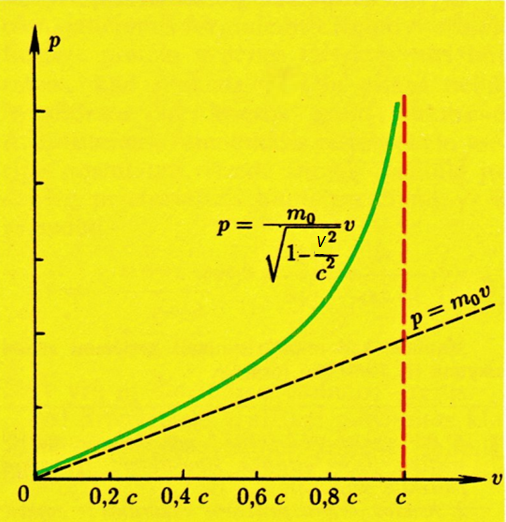 p
p = m₀ / √(1 - v²/c²) v
p = m₀v
0 0,2 c 0,4 c 0,6 c 0,8 c c v